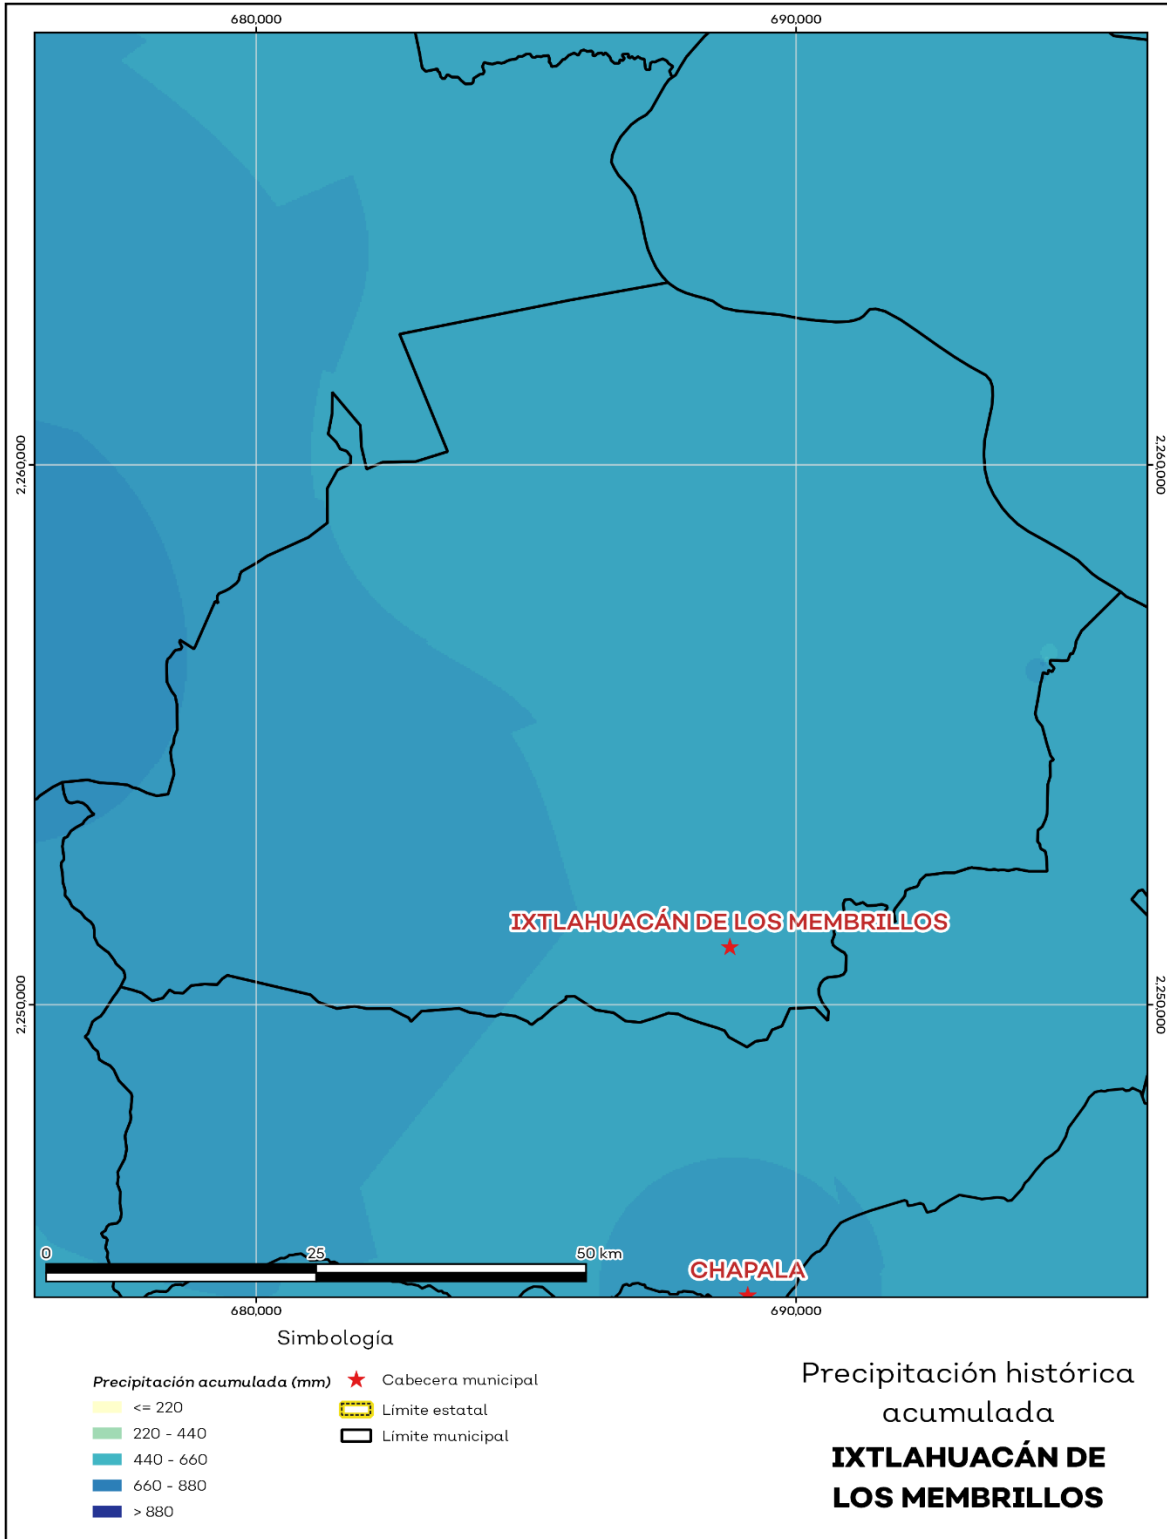 680,000
690,000
2,260,000
2,260,000
IXTLAHUACÁN DE LOS MEMBRILLOS
2,250,000
2,250,000
CHAPALA
0
25
50 km
680,000
690,000
Simbología
Precipitación acumulada (mm)
<= 220
220 - 440
440 - 660
660 - 880
> 880
Cabecera municipal
Límite estatal
Límite municipal
Precipitación histórica
acumulada
IXTLAHUACÁN DE
LOS MEMBRILLOS